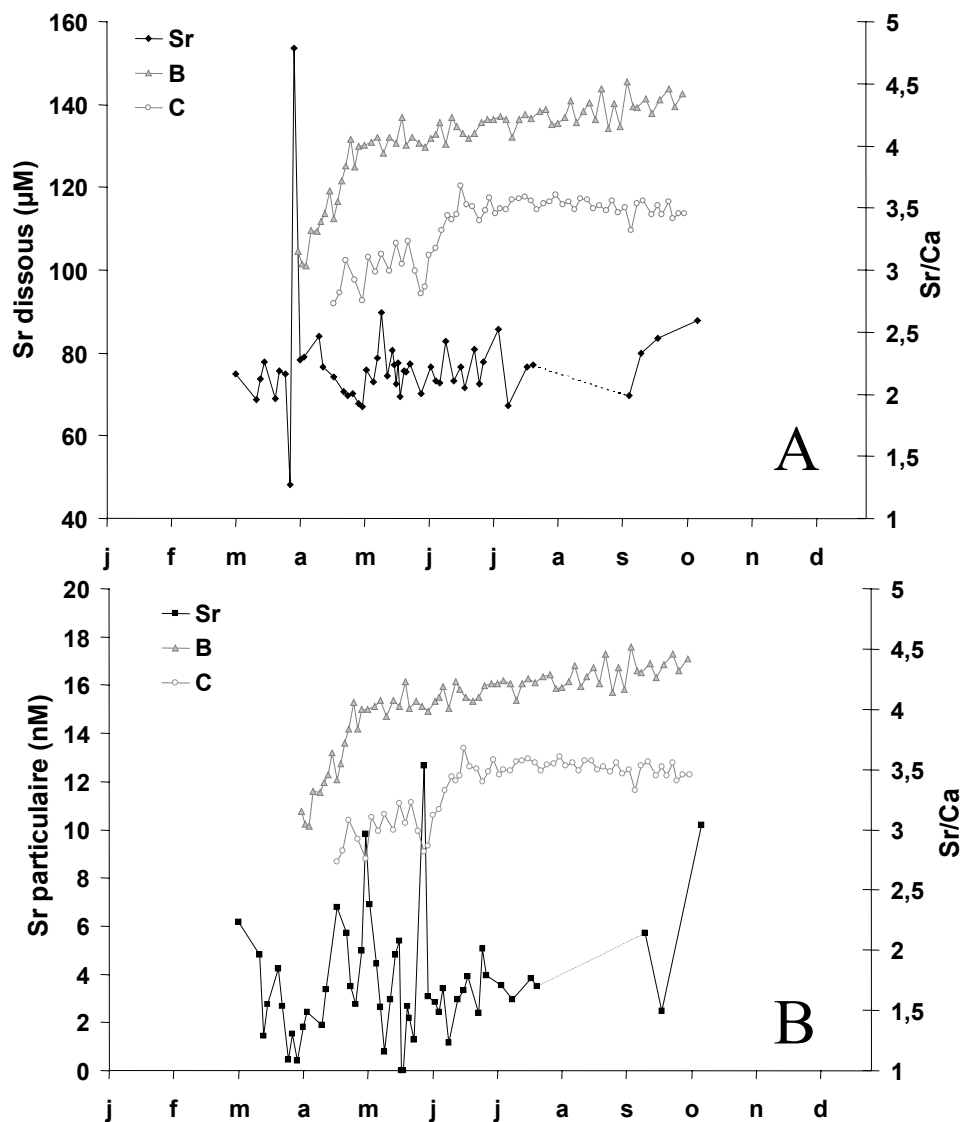 160
140
120
100
80
60
40
Sr dissous (µM)
Sr
B
C
5
4,5
4
3,5
3
2,5
2
1,5
1
Sr/Ca
A
j f m a m j j a s o n d
20
18
16
14
12
10
8
6
4
2
0
Sr particulaire (nM)
Sr
B
C
5
4,5
4
3,5
3
2,5
2
1,5
1
Sr/Ca
B
j f m a m j j a s o n d